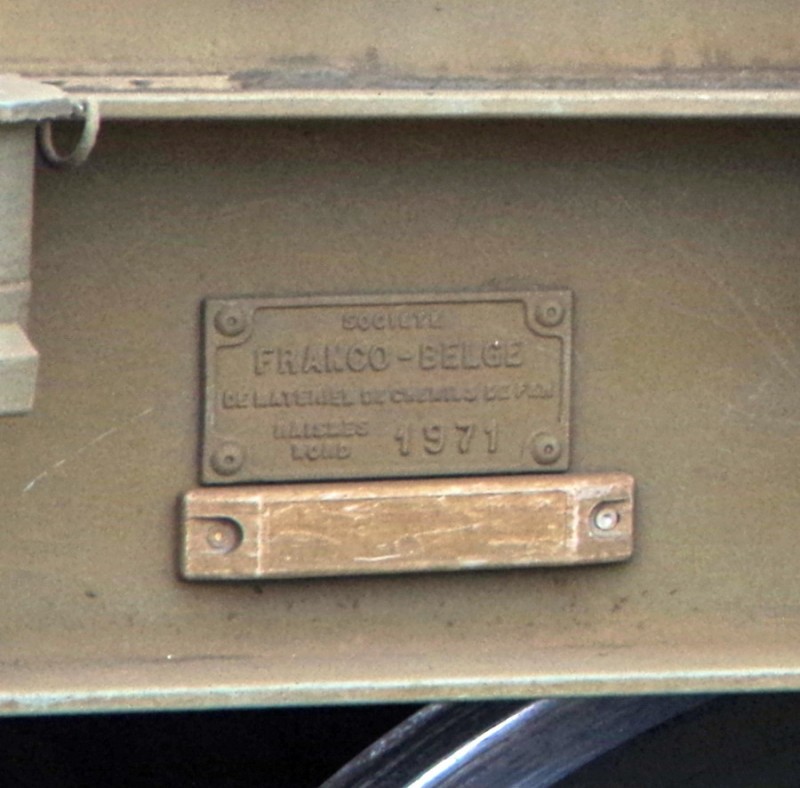 SOCIETE
FRANCO-BELGE
DE MATERIEL DE CHEMINS DE FER
RAISMES
NORD
1971